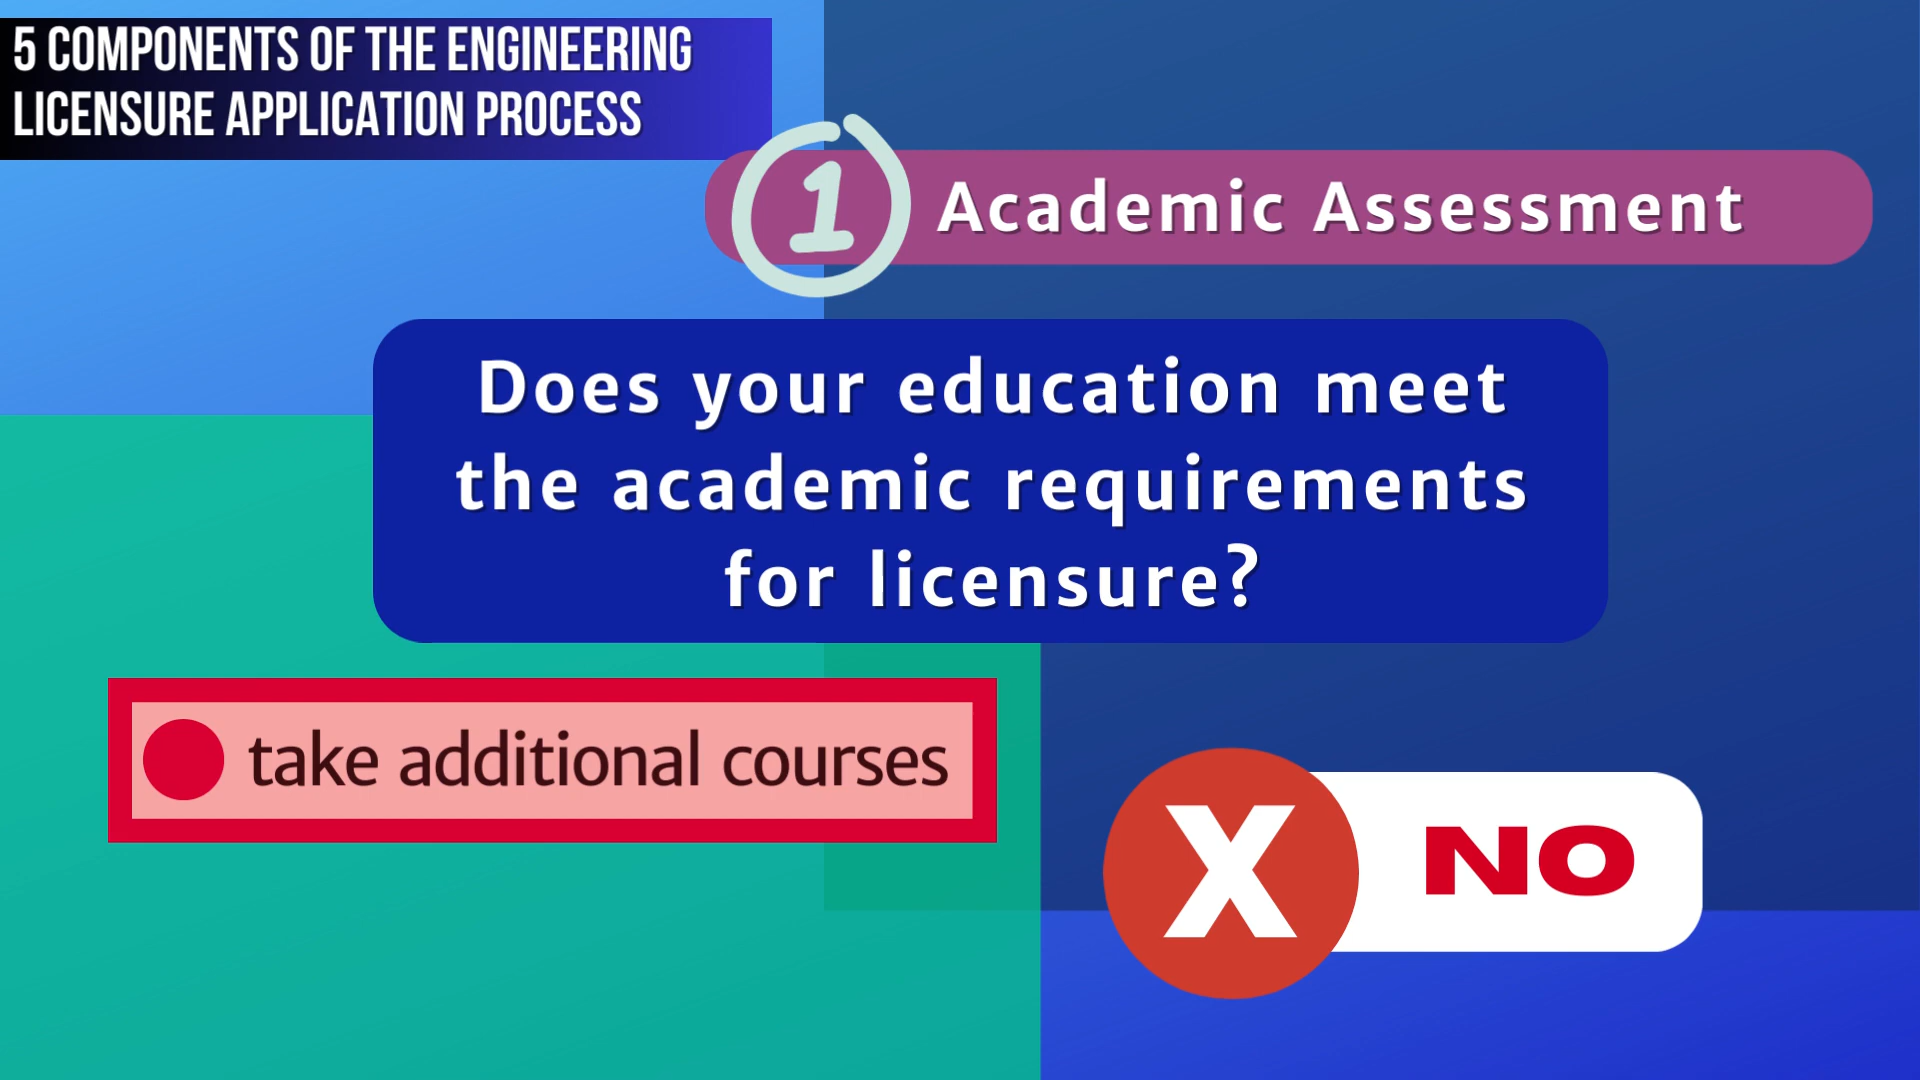 5 COMPONENTS OF THE ENGINEERING
LICENSURE APPLICATION PROCESS
1 Academic Assessment
Does your education meet
the academic requirements
for licensure?
take additional courses
X NO